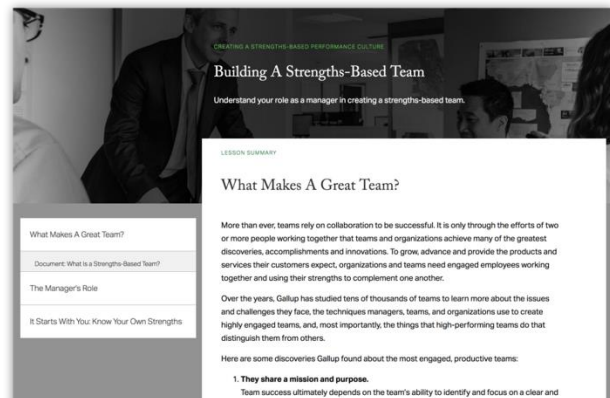 CREATING A STRENGTHS-BASED PERFORMANCE CULTURE
Building A Strengths-Based Team
Understand your role as a manager in creating a strengths-based team.
LESSON SUMMARY
What Makes A Great Team?
What Makes A Great Team?
Document: What Is a Strengths-Based Team?
The Manager's Role
It Starts With You: Know Your Own Strengths
More than ever, teams rely on collaboration to be successful. It is only through the efforts of two
or more people working together that teams and organizations achieve many of the greatest
discoveries, accomplishments and innovations. To grow, advance and provide the products and
services their customers expect, organizations and teams need engaged employees working
together and using their strengths to complement one another.
Over the years, Gallup has studied tens of thousands of teams to learn more about the issues
and challenges they face, the techniques managers, teams, and organizations use to create
highly engaged teams, and, most importantly, the things that high-performing teams do that
distinguish them from others.
Here are some discoveries Gallup found about the most engaged, productive teams:
1. They share a mission and purpose.
Team success ultimately depends on the team's ability to identify and focus on a clear and